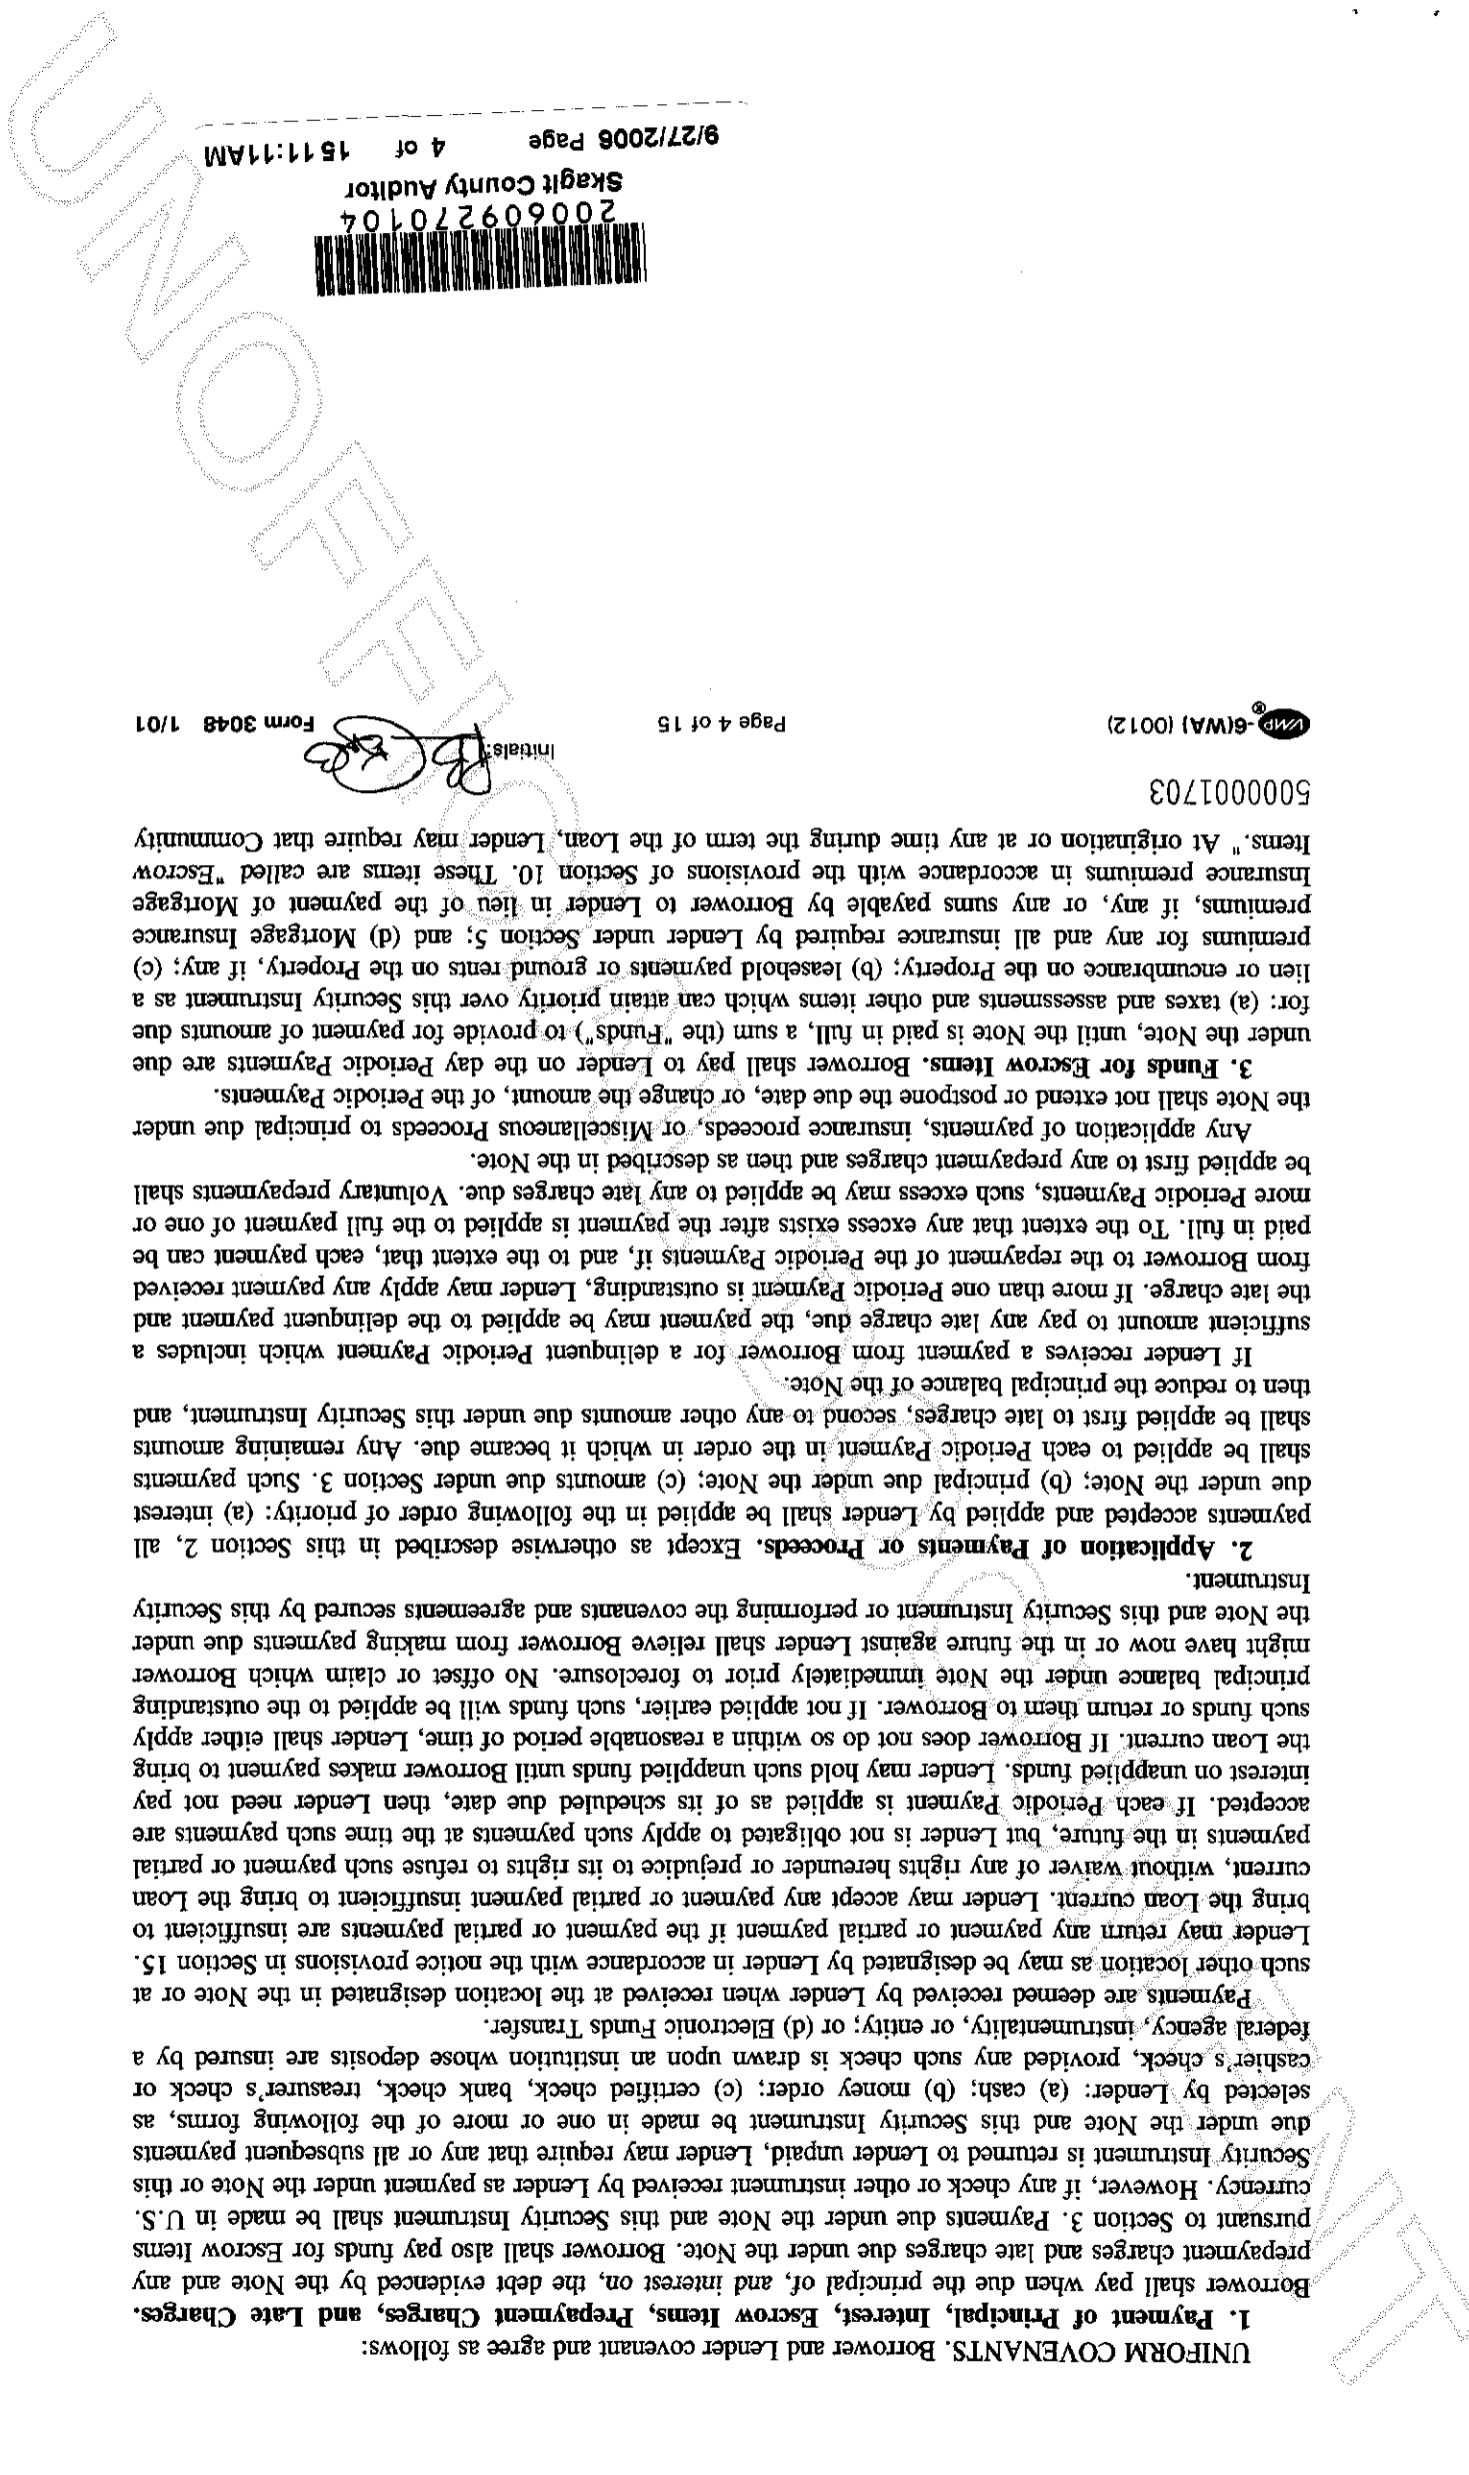 UNIFORM COVENANTS. Borrower and Lender covenant and agree as follows:
1. Payment of Principal, Interest, Escrow Items, Prepayment Charges, and Late Charges.
Borrower shall pay when due the principal of, and interest on, the debt evidenced by the Note and any
prepayment charges and late charges due under the Note. Borrower shall also pay funds for Escrow Items
pursuant to Section 3. Payments due under the Note and this Security Instrument shall be made in U.S.
currency. However, if any check or other instrument received by Lender as payment under the Note or this
Security Instrument is returned to Lender unpaid, Lender may require that any or all subsequent payments
due under the Note and this Security Instrument be made in one or more of the following forms, as
selected by Lender: (a) cash; (b) money order; (c) certified check, bank check, treasurer's check or
cashier's check, provided any such check is drawn upon an institution whose deposits are insured by a
federal agency, instrumentality, or entity; or (d) Electronic Funds Transfer.
Payments are deemed received by Lender when received at the location designated in the Note or at
such other location as may be designated by Lender in accordance with the notice provisions in Section 15.
Lender may return any payment or partial payment if the payment or partial payments are insufficient to
bring the Loan current. Lender may accept any payment or partial payment insufficient to bring the Loan
current, without waiver of any rights hereunder or prejudice to its rights to refuse such payment or partial
payments in the future, but Lender is not obligated to apply such payments at the time such payments are
accepted. If each Periodic Payment is applied as of its scheduled due date, then Lender need not pay
interest on unapplied funds. Lender may hold such unapplied funds until Borrower makes payment to bring
the Loan current. If Borrower does not do so within a reasonable period of time, Lender shall either apply
such funds or return them to Borrower. If not applied earlier, such funds will be applied to the outstanding
principal balance under the Note immediately prior to foreclosure. No offset or claim which Borrower
might have now or in the future against Lender shall relieve Borrower from making payments due under
the Note and this Security Instrument or performing the covenants and agreements secured by this Security
Instrument.
2. Application of Payments or Proceeds. Except as otherwise described in this Section 2, all
payments accepted and applied by Lender shall be applied in the following order of priority: (a) interest
due under the Note; (b) principal due under the Note; (c) amounts due under Section 3. Such payments
shall be applied to each Periodic Payment in the order in which it became due. Any remaining amounts
shall be applied first to late charges, second to any other amounts due under this Security Instrument, and
then to reduce the principal balance of the Note.
If Lender receives a payment from Borrower for a delinquent Periodic Payment which includes a
sufficient amount to pay any late charge due, the payment may be applied to the delinquent payment and
the late charge. If more than one Periodic Payment is outstanding, Lender may apply any payment received
from Borrower to the repayment of the Periodic Payments if, and to the extent that, each payment can be
paid in full. To the extent that any excess exists after the payment is applied to the full payment of one or
more Periodic Payments, such excess may be applied to any late charges due. Voluntary prepayments shall
be applied first to any prepayment charges and then as described in the Note.
Any application of payments, insurance proceeds, or Miscellaneous Proceeds to principal due under
the Note shall not extend or postpone the due date, or change the amount, of the Periodic Payments.
3. Funds for Escrow Items. Borrower shall pay to Lender on the day Periodic Payments are due
under the Note, until the Note is paid in full, a sum (the "Funds") to provide for payment of amounts due
for: (a) taxes and assessments and other items which can attain priority over this Security Instrument as a
lien or encumbrance on the Property; (b) leasehold payments or ground rents on the Property, if any; (c)
premiums for any and all insurance required by Lender under Section 5; and (d) Mortgage Insurance
premiums, if any, or any sums payable by Borrower to Lender in lieu of the payment of Mortgage
Insurance premiums in accordance with the provisions of Section 10. These items are called "Escrow
Items." At origination or at any time during the term of the Loan, Lender may require that Community
5000001703
Initials:
VMP®-6(WA) (0012) Page 4 of 15 Form 3048 1/01
200609270104
Skagit County Auditor
9/27/2006 Page 4 of 15 11:11AM
UNOFFICIAL DOCUMENT